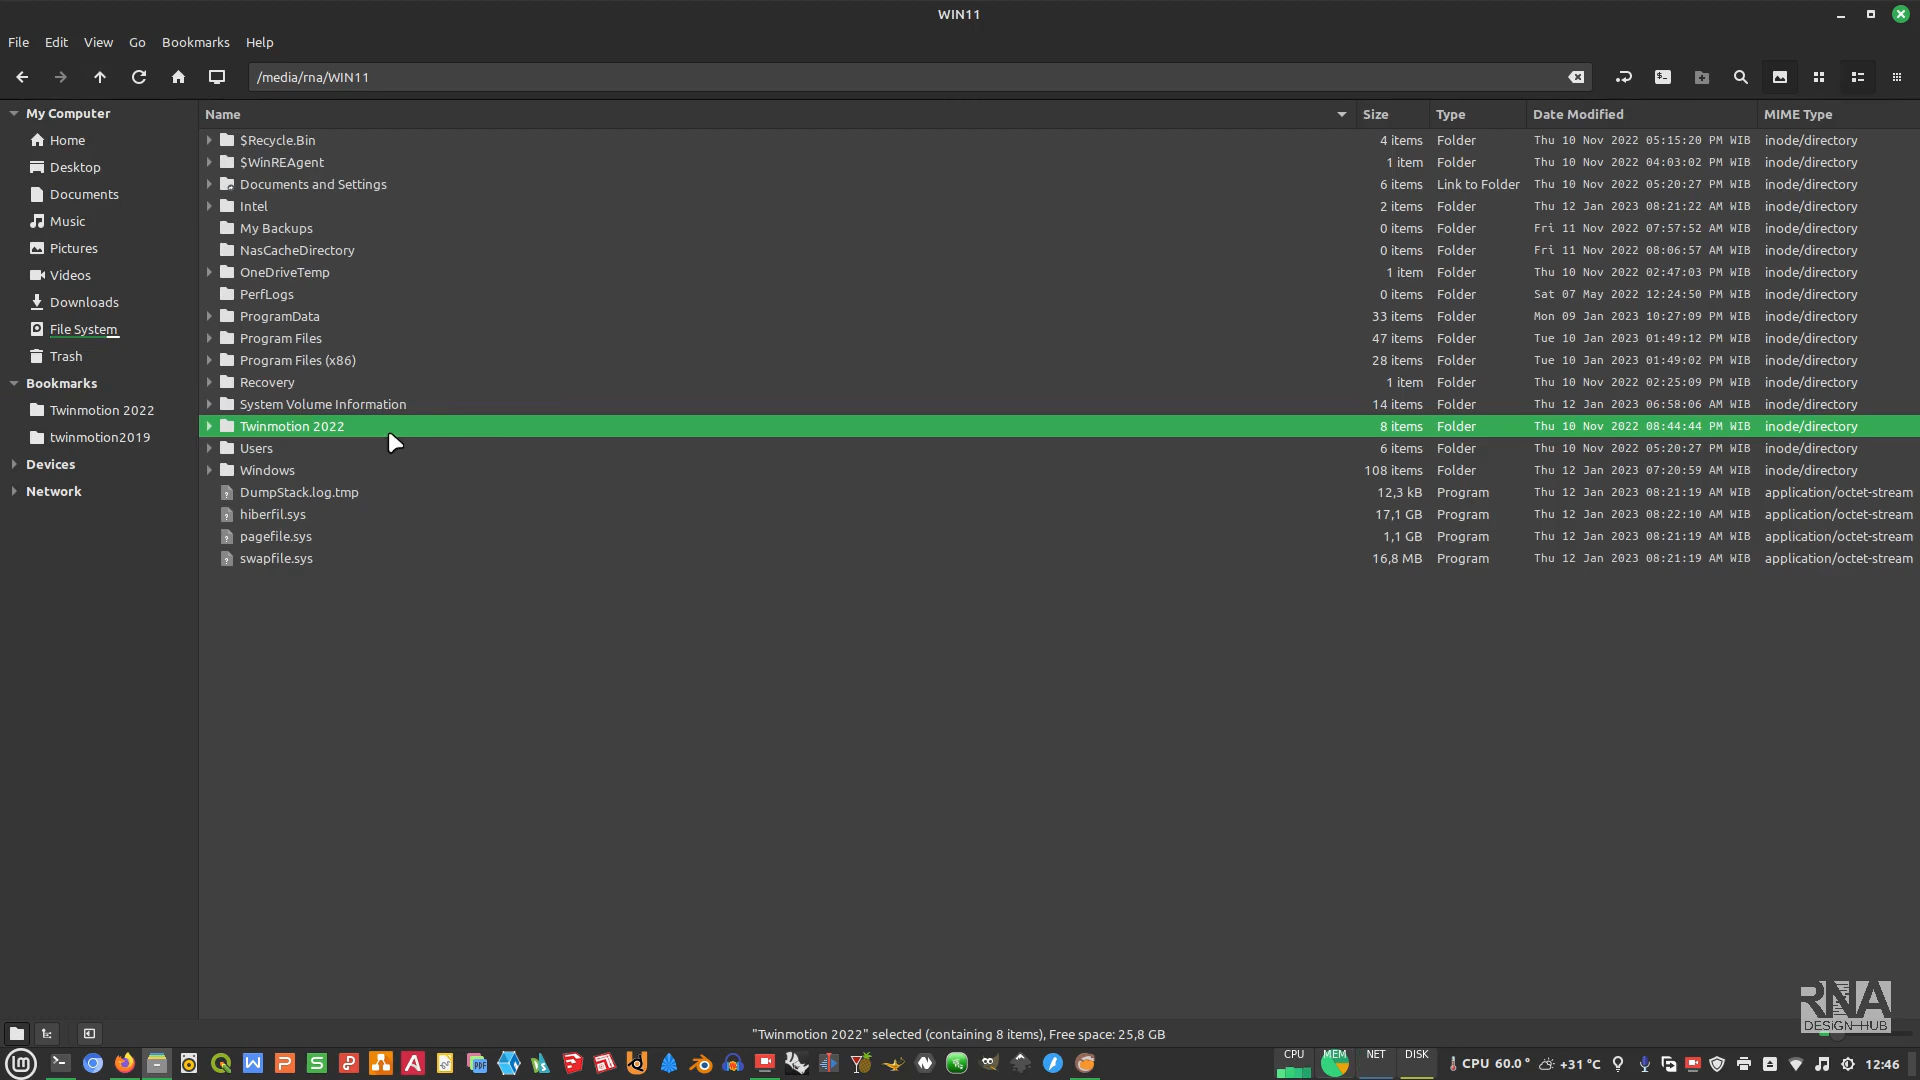 WIN11
File Edit View Go Bookmarks Help
/media/rna/WIN11
My Computer
Home
Desktop
Documents
Music
Pictures
Videos
Downloads
File System
Trash
Bookmarks
Twinmotion 2022
twinmotion2019
Devices
Network
Name Size Type Date Modified MIME Type
$Recycle.Bin 4 items Folder Thu 10 Nov 2022 05:15:20 PM WIB inode/directory
$WinREAgent 1 item Folder Thu 10 Nov 2022 04:03:02 PM WIB inode/directory
Documents and Settings 6 items Link to Folder Thu 10 Nov 2022 05:20:27 PM WIB inode/directory
Intel 2 items Folder Thu 12 Jan 2023 08:21:22 AM WIB inode/directory
My Backups 0 items Folder Fri 11 Nov 2022 07:57:52 AM WIB inode/directory
NasCacheDirectory 0 items Folder Fri 11 Nov 2022 08:06:57 AM WIB inode/directory
OneDriveTemp 1 item Folder Thu 10 Nov 2022 02:47:03 PM WIB inode/directory
PerfLogs 0 items Folder Sat 07 May 2022 12:24:50 PM WIB inode/directory
ProgramData 33 items Folder Mon 09 Jan 2023 10:27:09 PM WIB inode/directory
Program Files 47 items Folder Tue 10 Jan 2023 01:49:12 PM WIB inode/directory
Program Files (x86) 28 items Folder Tue 10 Jan 2023 01:49:02 PM WIB inode/directory
Recovery 1 item Folder Thu 10 Nov 2022 02:25:09 PM WIB inode/directory
System Volume Information 14 items Folder Thu 12 Jan 2023 06:58:06 AM WIB inode/directory
Twinmotion 2022 8 items Folder Thu 10 Nov 2022 08:44:44 PM WIB inode/directory
Users 6 items Folder Thu 10 Nov 2022 05:20:27 PM WIB inode/directory
Windows 108 items Folder Thu 12 Jan 2023 07:20:59 AM WIB inode/directory
DumpStack.log.tmp 12,3 kB Program Thu 12 Jan 2023 08:21:19 AM WIB application/octet-stream
hiberfil.sys 17,1 GB Program Thu 12 Jan 2023 08:22:10 AM WIB application/octet-stream
pagefile.sys 1,1 GB Program Thu 12 Jan 2023 08:21:19 AM WIB application/octet-stream
swapfile.sys 16,8 MB Program Thu 12 Jan 2023 08:21:19 AM WIB application/octet-stream
RNA
DESIGN-HUB
"Twinmotion 2022" selected (containing 8 items), Free space: 25,8 GB
CPU MEM NET DISK CPU 60.0° +31 °C 12:46